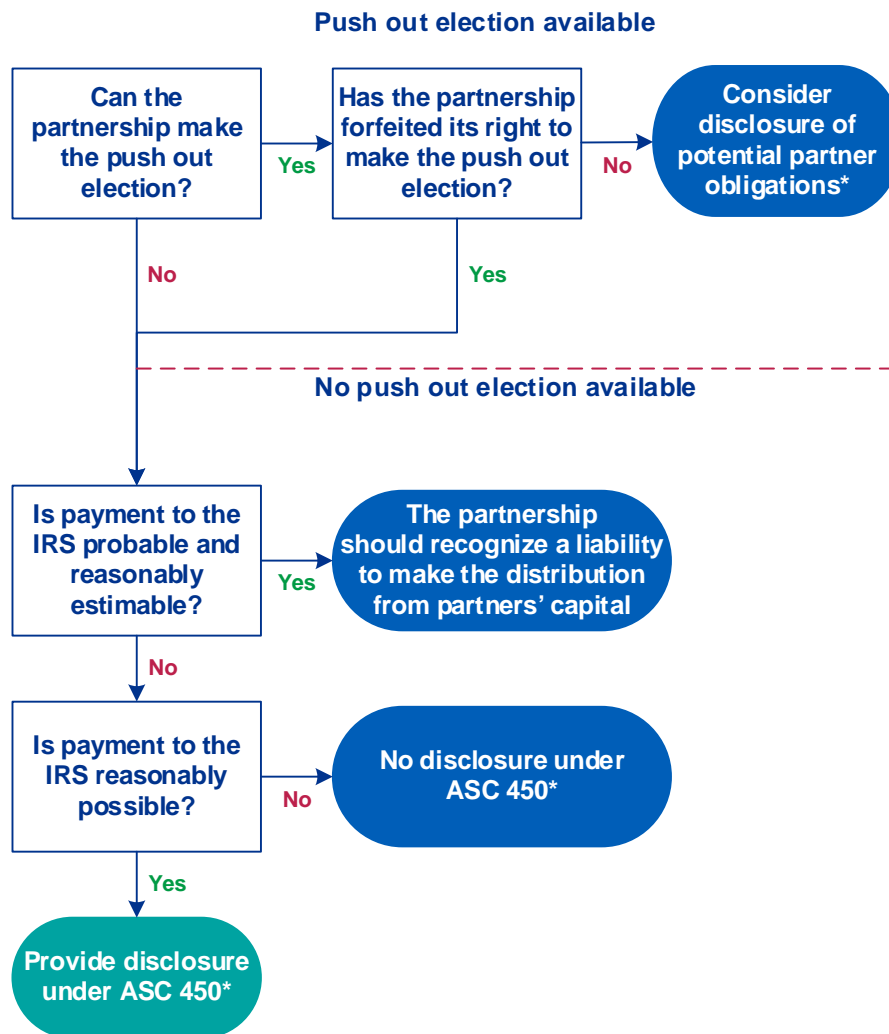 Push out election available
Can the
partnership make
the push out
election?
Yes
Has the partnership
forfeited its right to
make the push out
election?
No
Consider
disclosure of
potential partner
obligations*
No
Yes
No push out election available
Is payment to the
IRS probable and
reasonably
estimable?
Yes
The partnership
should recognize a liability
to make the distribution
from partners’ capital
No
Is payment to the
IRS reasonably
possible?
No
No disclosure under
ASC 450*
Yes
Provide disclosure
under ASC 450*